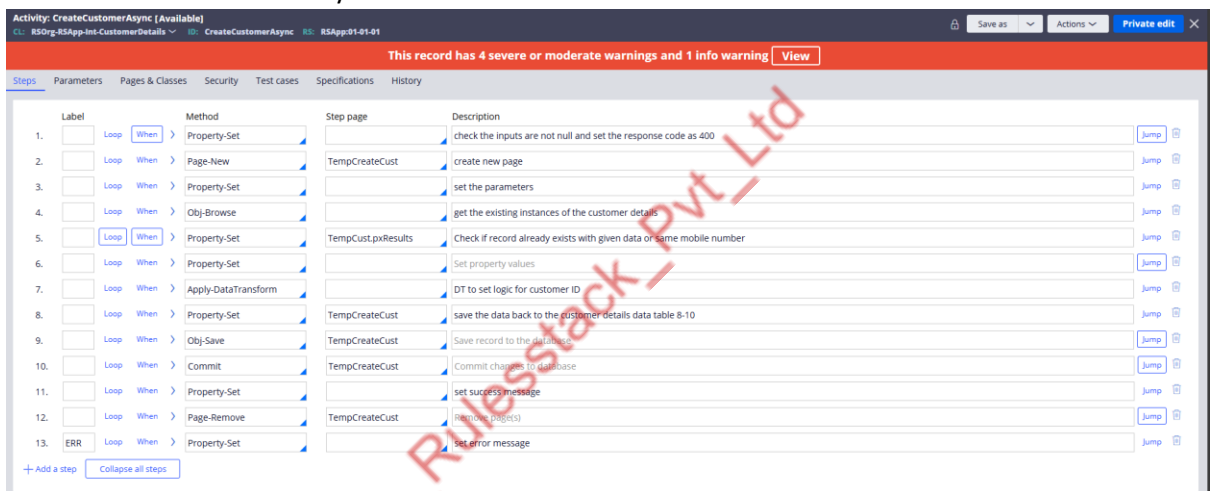 Activity: CreateCustomerAsync [Available]
CL: RSOrg-RSApp-Int-CustomerDetails ID: CreateCustomerAsync RS: RSApp:01-01-01
Save as Actions Private edit
This record has 4 severe or moderate warnings and 1 info warning View
Steps Parameters Pages & Classes Security Test cases Specifications History
Label Method Step page Description
1. Loop When Property-Set check the inputs are not null and set the response code as 400 Jump
2. Loop When Page-New TempCreateCust create new page Jump
3. Loop When Property-Set set the parameters Jump
4. Loop When Obj-Browse get the existing instances of the customer details Jump
5. Loop When Property-Set TempCust.pxResults Check if record already exists with given data or same mobile number Jump
6. Loop When Property-Set Set property values Jump
7. Loop When Apply-DataTransform DT to set logic for customer ID Jump
8. Loop When Property-Set TempCreateCust save the data back to the customer details data table 8-10 Jump
9. Loop When Obj-Save TempCreateCust Save record to the database Jump
10. Loop When Commit TempCreateCust Commit changes to database Jump
11. Loop When Property-Set set success message Jump
12. Loop When Page-Remove TempCreateCust Remove page(s) Jump
13. ERR Loop When Property-Set set error message Jump
+ Add a step Collapse all steps
Rulesstack_Pvt_Ltd